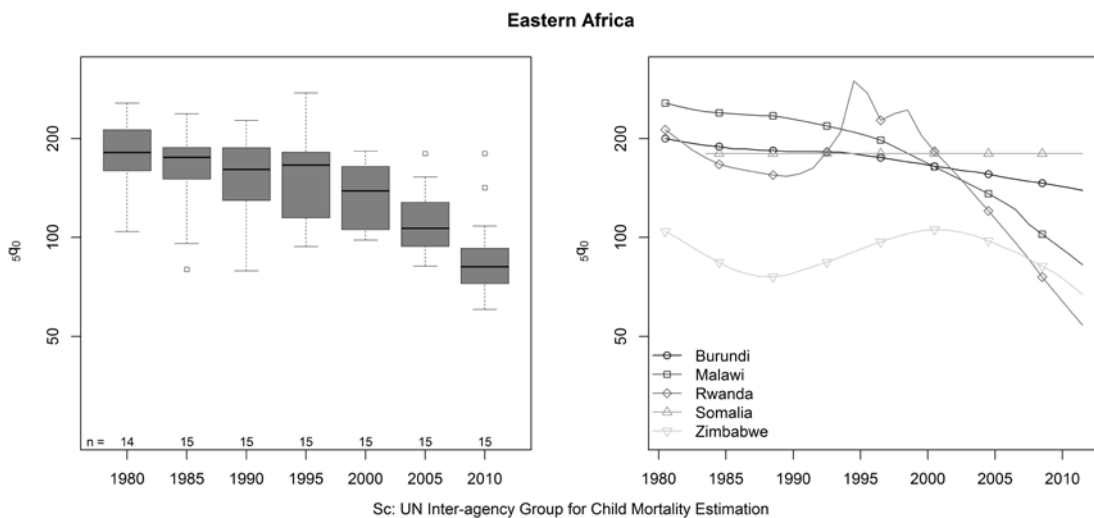 Eastern Africa
5q0
200
100
50
n = 14 15 15 15 15 15 15
1980 1985 1990 1995 2000 2005 2010
5q0
200
100
50
Burundi
Malawi
Rwanda
Somalia
Zimbabwe
1980 1985 1990 1995 2000 2005 2010
Sc: UN Inter-agency Group for Child Mortality Estimation